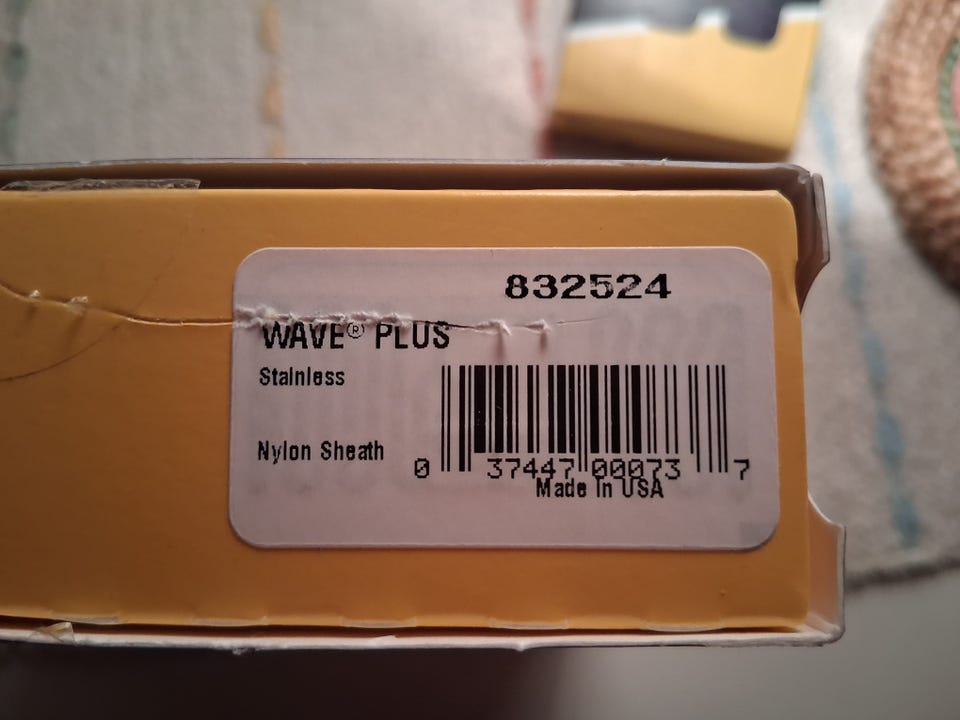 832524
WAVE® PLUS
Stainless
Nylon Sheath
0 37447 00073 7
Made In USA